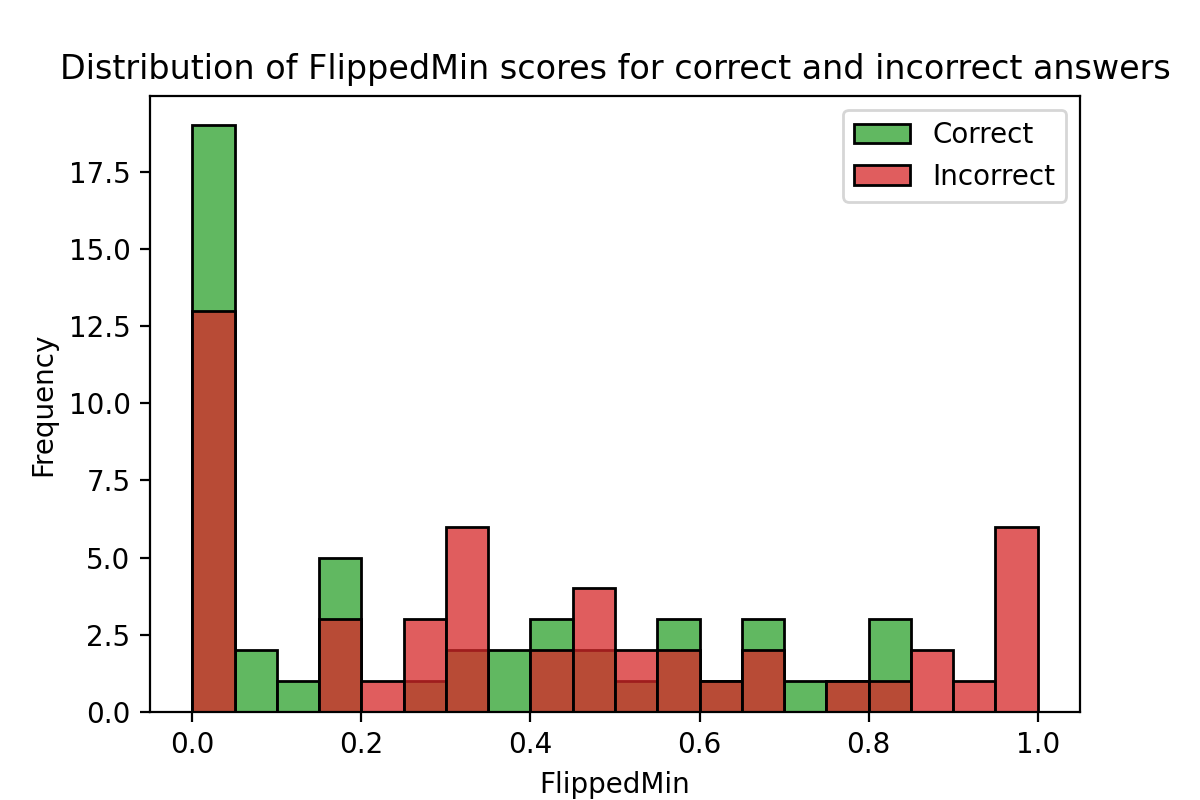 Distribution of FlippedMin scores for correct and incorrect answers
Correct
Incorrect
17.5
15.0
12.5
10.0
7.5
5.0
2.5
0.0
Frequency
0.0 0.2 0.4 0.6 0.8 1.0
FlippedMin